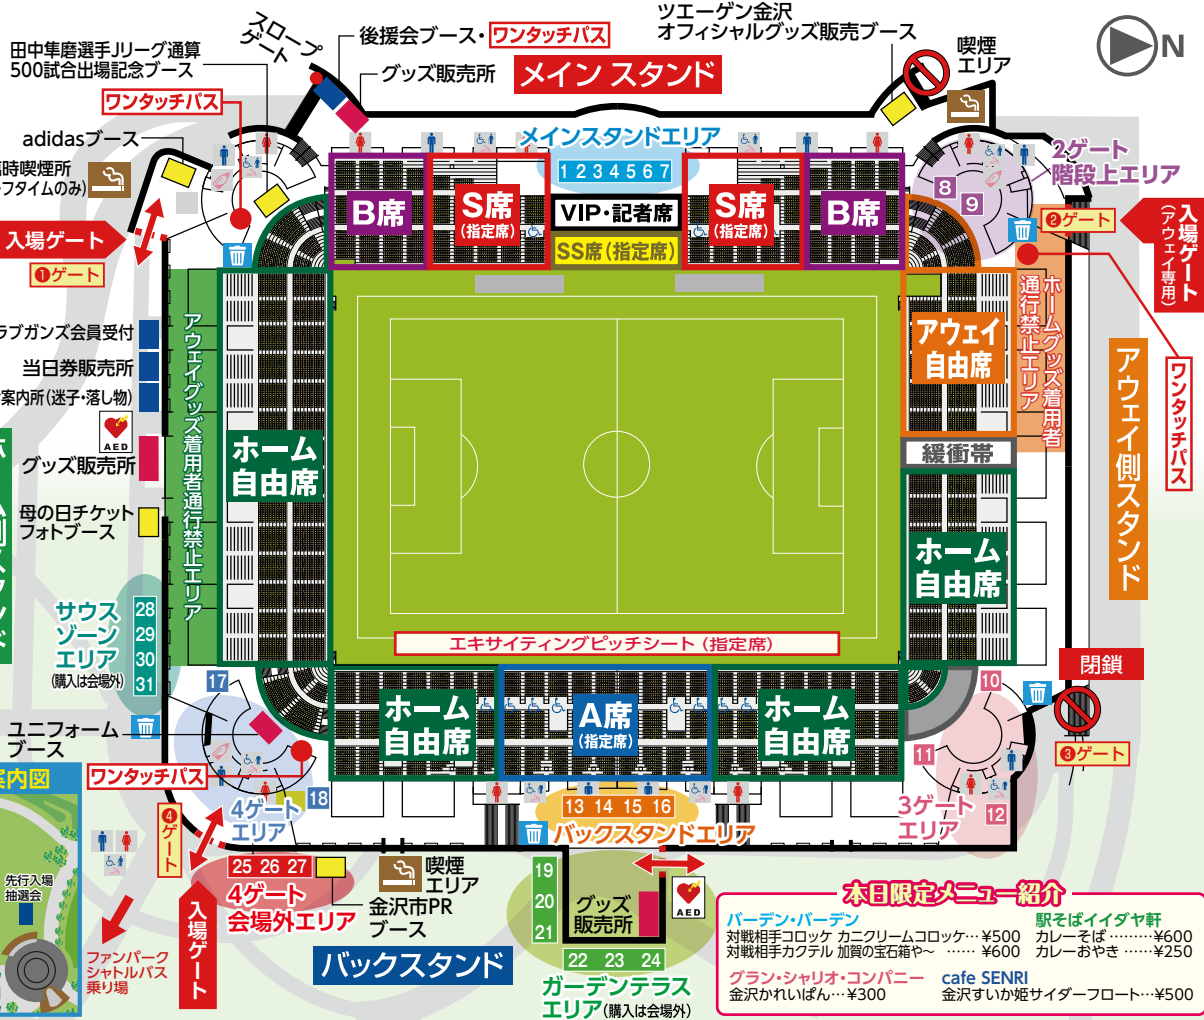 田中隼磨選手Jリーグ通算
500試合出場記念ブース
スロープ
ゲート
後援会ブース・ワンタッチパス
グッズ販売所
メイン スタンド
ツエーゲン金沢
オフィシャルグッズ販売ブース
喫煙
エリア
N
ワンタッチパス
adidasブース
臨時喫煙所
フタイムのみ)
入場ゲート
❶ゲート
メインスタンドエリア
1 2 3 4 5 6 7
B席
S席
(指定席)
VIP・記者席
SS席(指定席)
S席
(指定席)
B席
8
9
2ゲート
階段上エリア
❷ゲート
入場ゲート
(アウェイ専用)
ホームグッズ着用者
通行禁止エリア
ワンタッチパス
アウェイ側スタンド
アウェイ
自由席
緩衝帯
ホーム
自由席
ラブガンズ会員受付
当日券販売所
案内所(迷子・落し物)
AED
グッズ販売所
母の日チケット
フォトブース
アウェイグッズ着用者通行禁止エリア
ホーム
自由席
サウス
ゾーン
エリア
(購入は会場外)
28
29
30
31
エキサイティングピッチシート(指定席)
ホーム
自由席
A席
(指定席)
ホーム
自由席
閉鎖
❸ゲート
10
11
12
3ゲート
エリア
17
18
ユニフォーム
ブース
ワンタッチパス
4ゲート
エリア
❹ゲート
入場ゲート
25 26 27
4ゲート
会場外エリア
喫煙
エリア
金沢市PR
ブース
バックスタンド
13 14 15 16
バックスタンドエリア
19
20
21
グッズ
販売所
AED
22 23 24
ガーデンテラス
エリア(購入は会場外)
案内図
先行入場
抽選会
ファンパーク
シャトルバス
乗り場
本日限定メニュー紹介
バーデン・バーデン
対戦相手コロッケ カニクリームコロッケ…¥500
対戦相手カクテル 加賀の宝石箱や〜 ……¥600
駅そばイイダヤ軒
カレーそば………¥600
カレーおやき……¥250
グラン・シャリオ・コンパニー
金沢かれいぱん…¥300
cafe SENRI
金沢すいか姫サイダーフロート…¥500